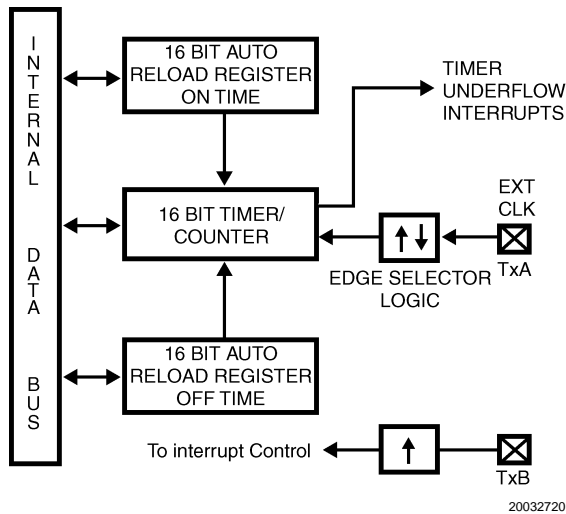 INTERNAL DATA BUS
16 BIT AUTO
RELOAD REGISTER
ON TIME
TIMER
UNDERFLOW
INTERRUPTS
16 BIT TIMER/
COUNTER
EXT
CLK
TxA
EDGE SELECTOR
LOGIC
16 BIT AUTO
RELOAD REGISTER
OFF TIME
To interrupt Control
TxB
20032720